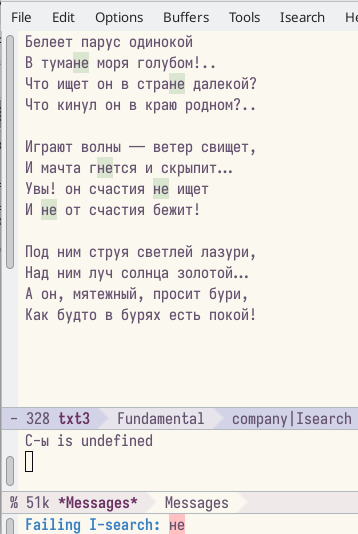 File Edit Options Buffers Tools Isearch He
Белеет парус одинокой
В тумане моря голубом!..
Что ищет он в стране далекой?
Что кинул он в краю родном?..
Играют волны — ветер свищет,
И мачта гнется и скрыпит…
Увы! он счастия не ищет
И не от счастия бежит!
Под ним струя светлей лазури,
Над ним луч солнца золотой…
А он, мятежный, просит бури,
Как будто в бурях есть покой!
- 328 txt3 Fundamental company|Isearch
C-ы is undefined
% 51k *Messages* Messages
Failing I-search: не